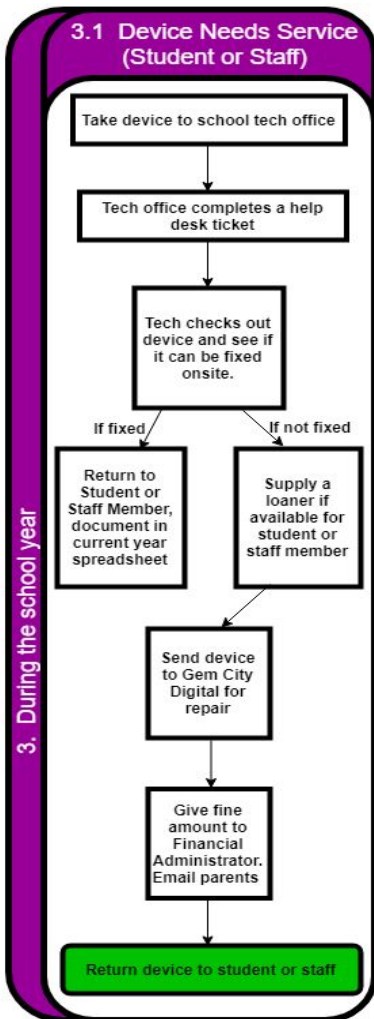 3.1 Device Needs Service
(Student or Staff)
3. During the school year
Take device to school tech office
Tech office completes a help
desk ticket
Tech checks out
device and see if
it can be fixed
onsite.
If fixed
If not fixed
Return to
Student or
Staff Member,
document in
current year
spreadsheet
Supply a
loaner if
available for
student or
staff member
Send device
to Gem City
Digital for
repair
Give fine
amount to
Financial
Administrator.
Email parents
Return device to student or staff